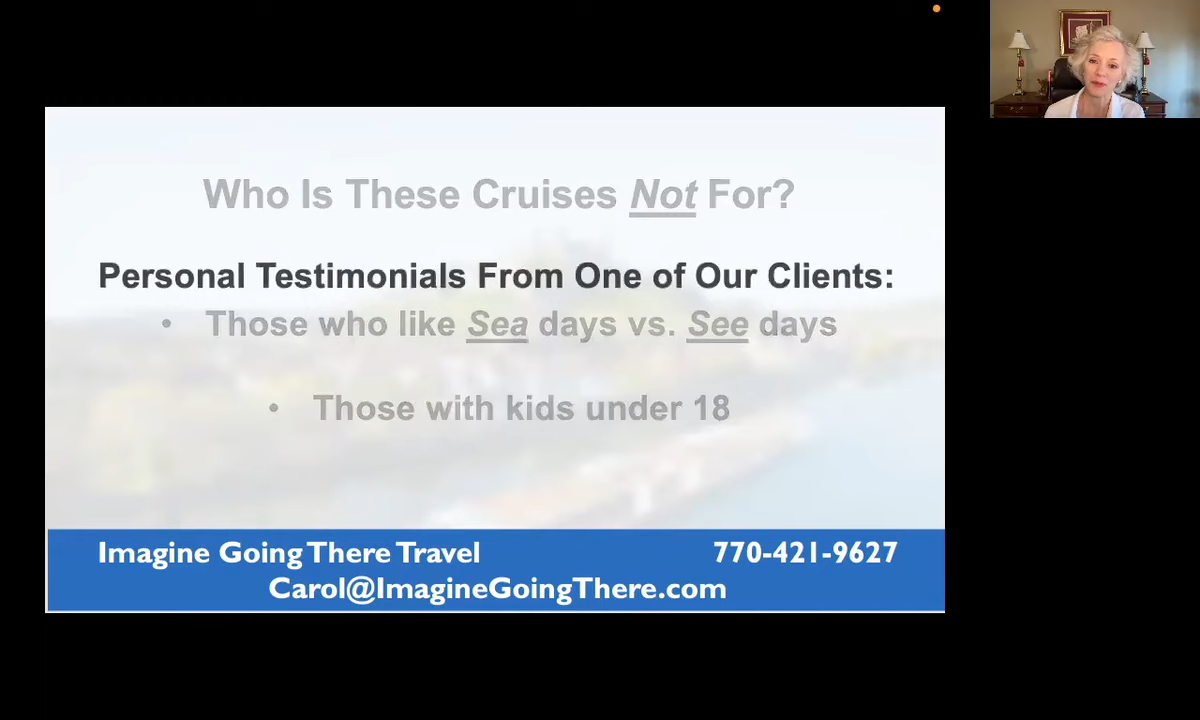 Who Is These Cruises Not For?
Personal Testimonials From One of Our Clients:
• Those who like Sea days vs. See days
• Those with kids under 18
Imagine Going There Travel 770-421-9627
Carol@ImagineGoingThere.com